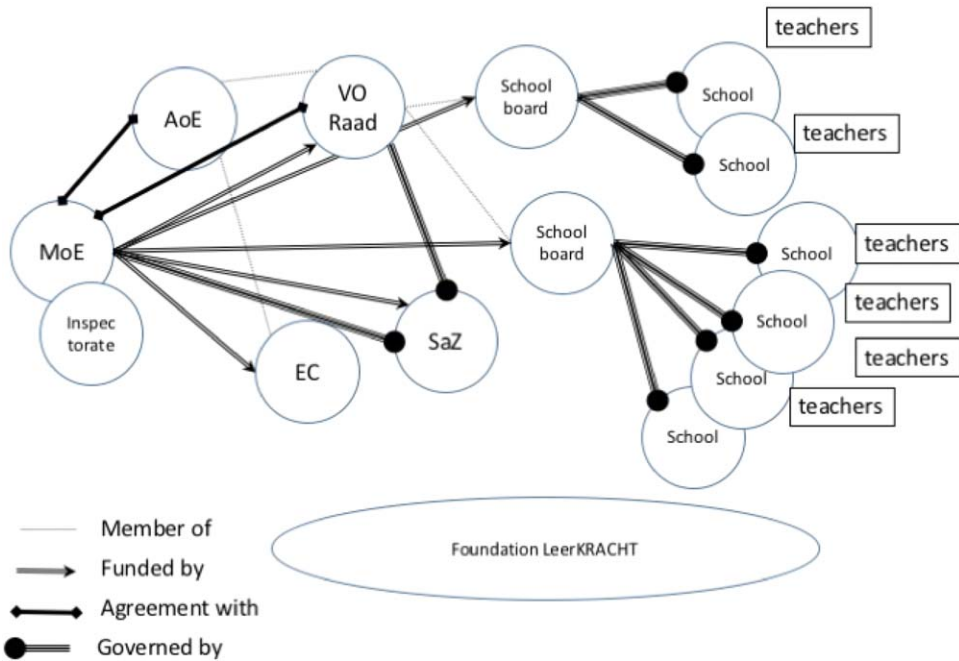 teachers
AoE
VO
Raad
School
board
School
teachers
School
MoE
School
board
teachers
School
teachers
School
Inspec
torate
SaZ
EC
teachers
School
teachers
School
Member of
Funded by
Agreement with
Governed by
Foundation LeerKRACHT